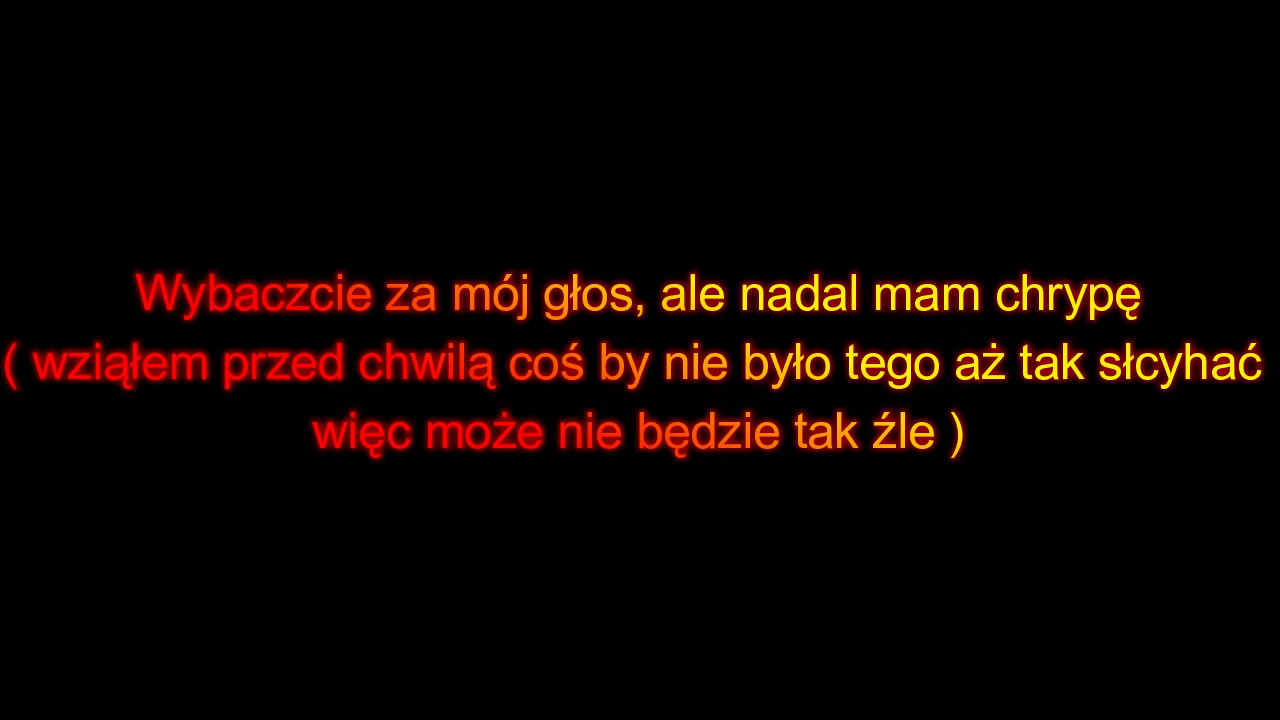 Wybaczcie za mój głos, ale nadal mam chrypę
( wziąłem przed chwilą coś by nie było tego aż tak słcyhać
więc może nie będzie tak źle )